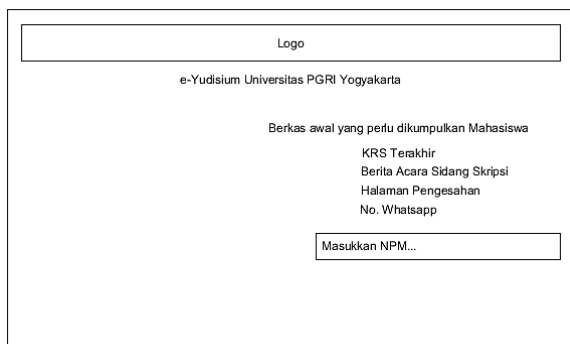 Logo
e-Yudisium Universitas PGRI Yogyakarta
Berkas awal yang perlu dikumpulkan Mahasiswa
KRS Terakhir
Berita Acara Sidang Skripsi
Halaman Pengesahan
No. Whatsapp
Masukkan NPM...